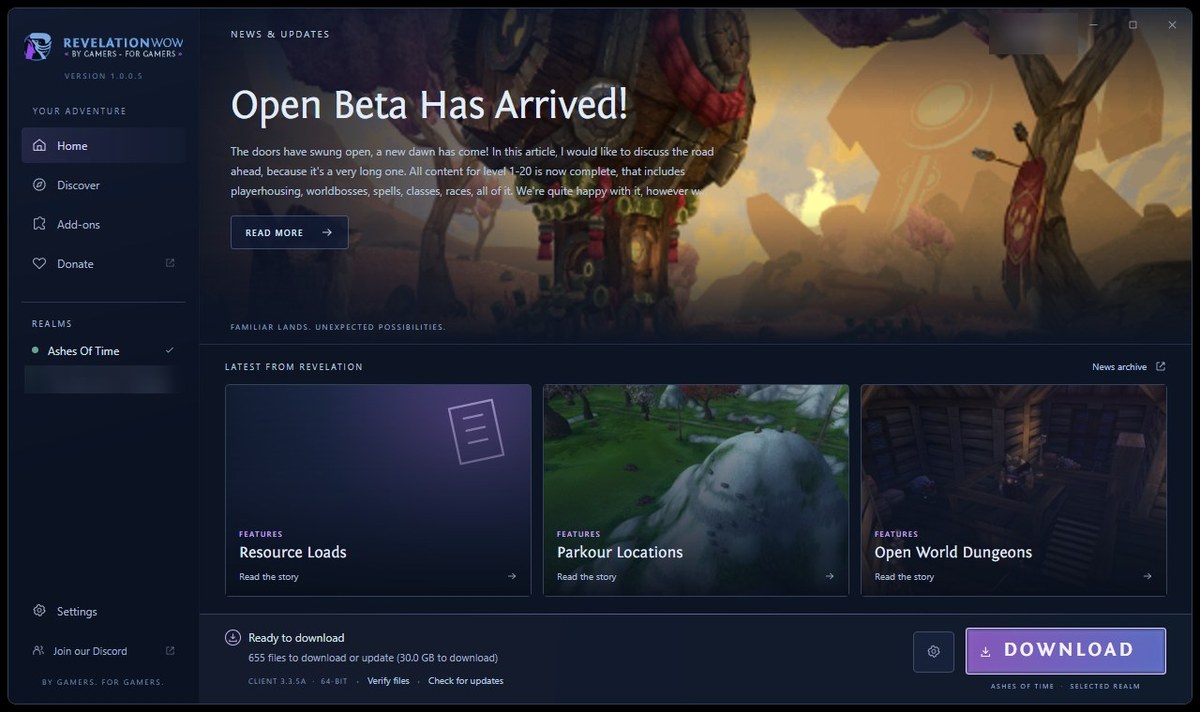 REVELATIONWOW
BY GAMERS - FOR GAMERS
VERSION 1.0.0.5
YOUR ADVENTURE
Home
Discover
Add-ons
Donate
REALMS
Ashes Of Time
Settings
Join our Discord
BY GAMERS. FOR GAMERS.
NEWS & UPDATES
Open Beta Has Arrived!
The doors have swung open, a new dawn has come! In this article, I would like to discuss the road
ahead, because it's a very long one. All content for level 1-20 is now complete, that includes
playerhousing, worldbosses, spells, classes, races, all of it. We're quite happy with it, however w
READ MORE
FAMILIAR LANDS. UNEXPECTED POSSIBILITIES.
LATEST FROM REVELATION
News archive
FEATURES
Resource Loads
Read the story
FEATURES
Parkour Locations
Read the story
FEATURES
Open World Dungeons
Read the story
Ready to download
655 files to download or update (30.0 GB to download)
CLIENT 3.3.5A · 64-BIT · Verify files · Check for updates
DOWNLOAD
ASHES OF TIME · SELECTED REALM